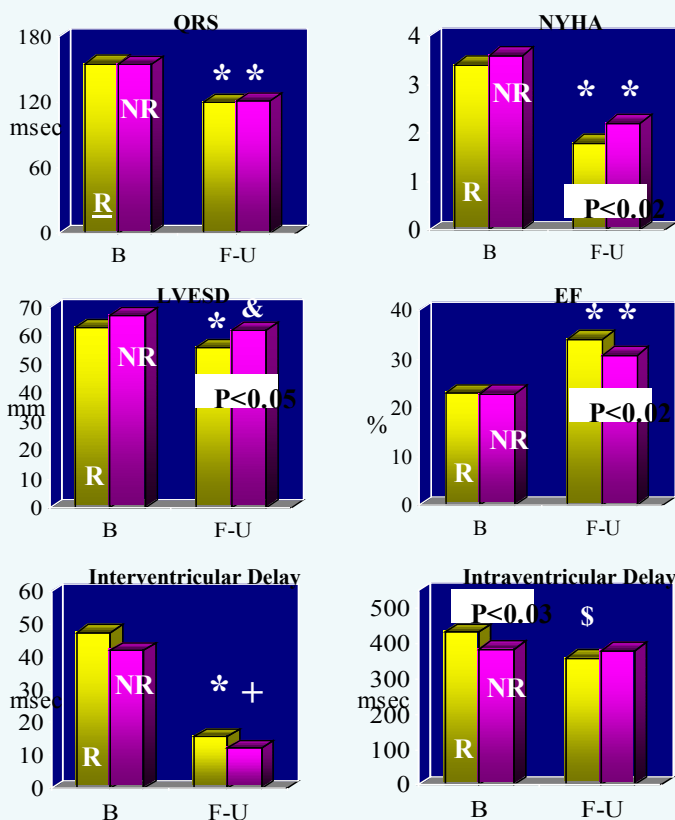 QRS
180
120
msec
60
0
NR
R
* *
B
F-U
NYHA
4
3
2
1
0
NR
R
* *
P<0.02
B
F-U
LVESD
70
60
50
40
mm
30
20
10
0
NR
R
* &
P<0.05
B
F-U
EF
40
30
20
%
10
0
NR
R
* *
P<0.02
B
F-U
Interventricular Delay
60
50
40
30
msec
20
10
0
NR
R
* +
B
F-U
Intraventricular Delay
500
400
300
200
msec
100
0
P<0.03
NR
R
$
B
F-U